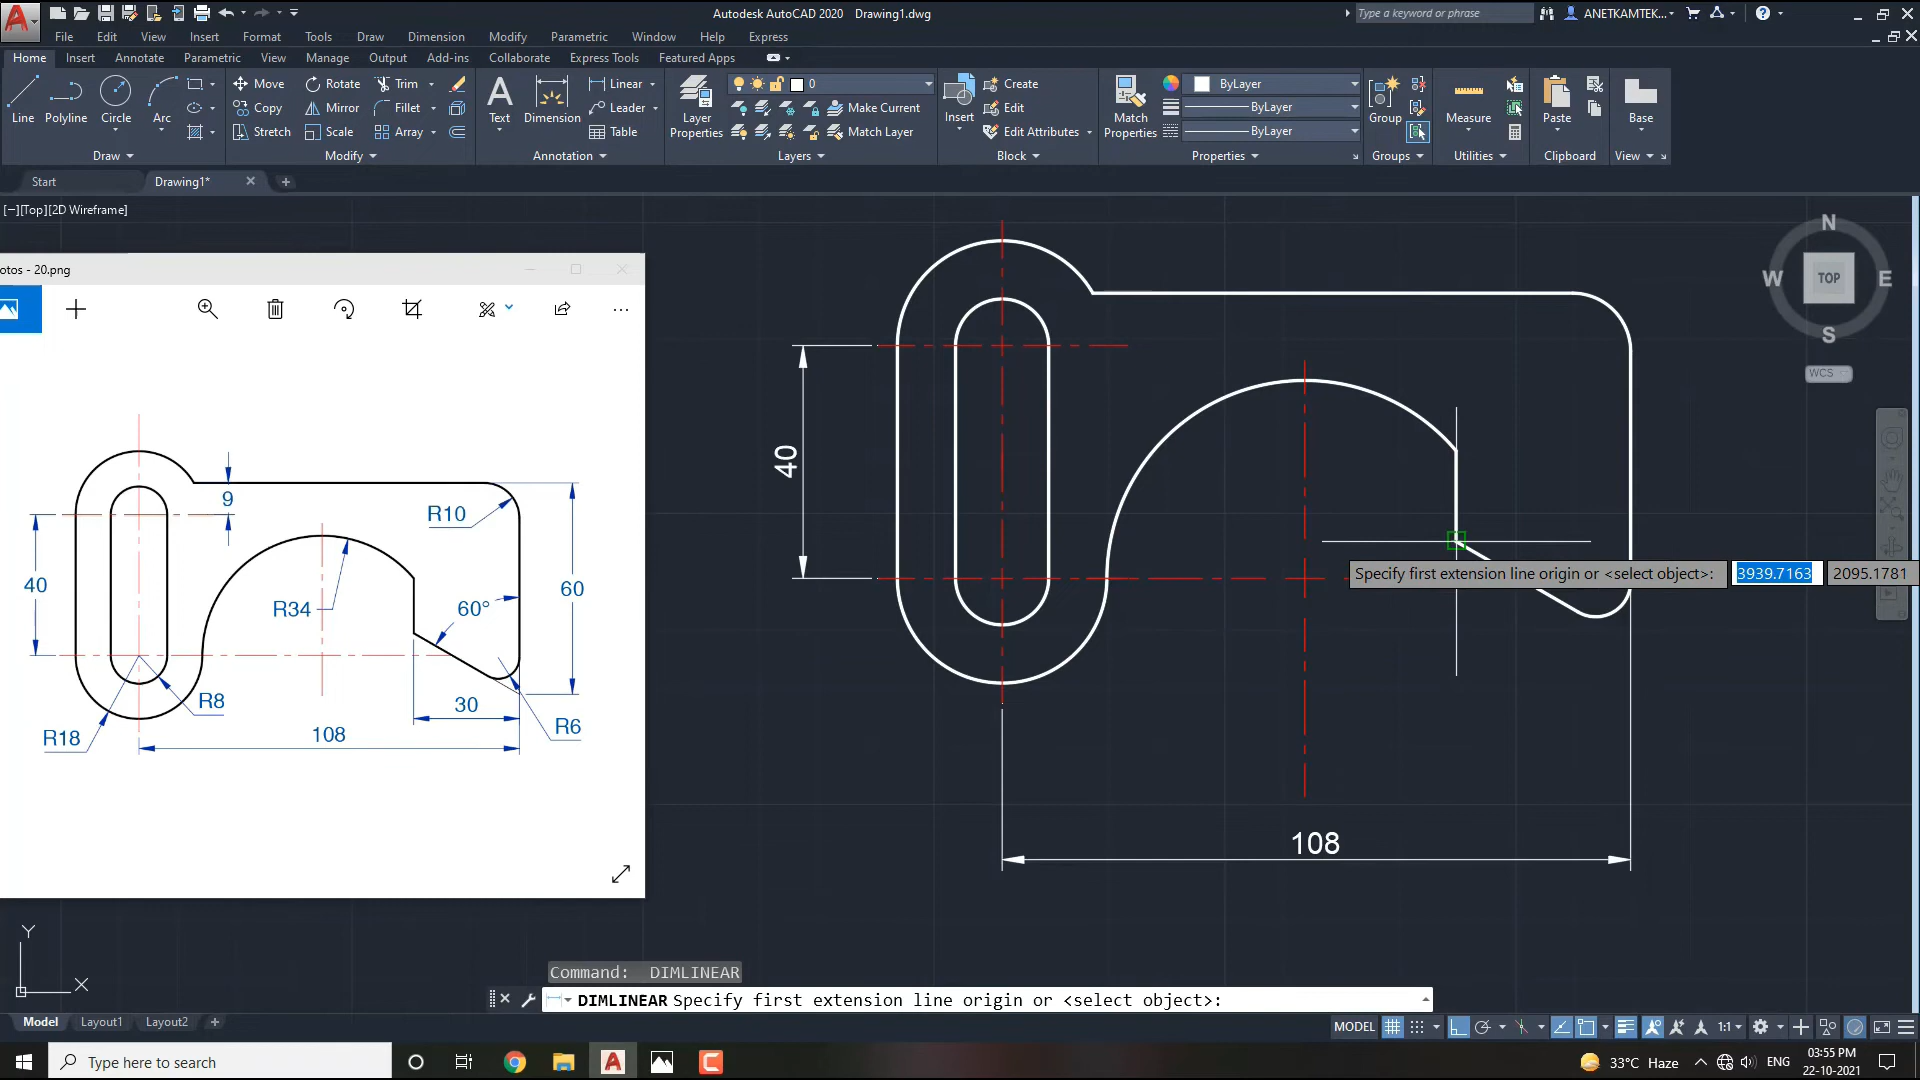 Autodesk AutoCAD 2020 Drawing1.dwg
Type a keyword or phrase
ANETKAMTEK...
File Edit View Insert Format Tools Draw Dimension Modify Parametric Window Help Express
Home Insert Annotate Parametric View Manage Output Add-ins Collaborate Express Tools Featured Apps
Line
Polyline
Circle
Arc
Draw
Move Rotate Trim
Copy Mirror Fillet
Stretch Scale Array
Modify
Text
Dimension
Linear
Leader
Table
Annotation
Layer
Properties
0
Make Current
Match Layer
Layers
Insert
Create
Edit
Edit Attributes
Block
Match
Properties
ByLayer
ByLayer
ByLayer
Properties
Group
Groups
Measure
Utilities
Paste
Clipboard
Base
View
Start
Drawing1*
[−][Top][2D Wireframe]
otos - 20.png
9
R10
40
60
R34
60°
R8
30
R6
R18
108
40
108
N
W
TOP
E
S
WCS
Specify first extension line origin or <select object>: 3939.7163 2095.1781
Y
X
Command: DIMLINEAR
DIMLINEAR Specify first extension line origin or <select object>:
Model Layout1 Layout2
MODEL
1:1
Type here to search
33°C Haze
ENG
03:55 PM
22-10-2021